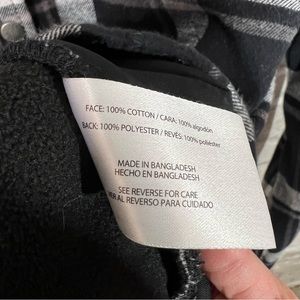 FACE: 100% COTTON / CARA: 100% algodón
BACK: 100% POLYESTER / REVÉS: 100% poliéster
MADE IN BANGLADESH
HECHO EN BANGLADESH
SEE REVERSE FOR CARE
VER AL REVERSO PARA CUIDADO